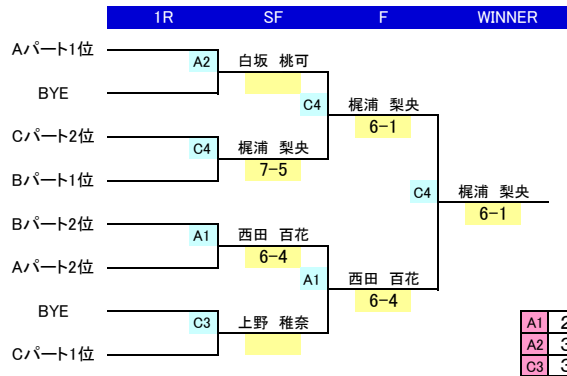 1R SF F WINNER
Aパート1位
A2 白坂 桃可
BYE
C4 梶浦 梨央
6-1
Cパート2位
C4 梶浦 梨央
7-5
Bパート1位
C4 梶浦 梨央
6-1
Bパート2位
A1 西田 百花
6-4
Aパート2位
A1 西田 百花
6-4
BYE
C3 上野 稚奈
Cパート1位
A1 2
A2 3
C3 3